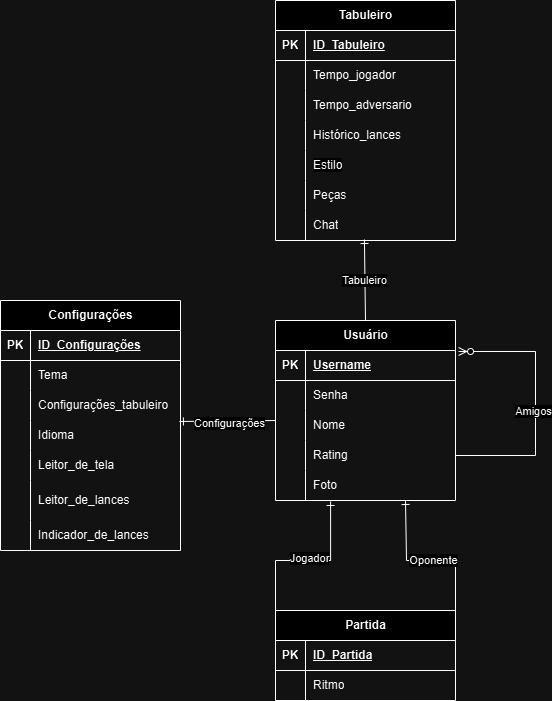 Tabuleiro
PK ID_Tabuleiro
Tempo_jogador
Tempo_adversario
Histórico_lances
Estilo
Peças
Chat
Tabuleiro
Configurações
PK ID_Configurações
Tema
Configurações_tabuleiro
Idioma
Leitor_de_tela
Leitor_de_lances
Indicador_de_lances
Configurações
Usuário
PK Username
Senha
Nome
Rating
Foto
Amigos
Jogador
Oponente
Partida
PK ID_Partida
Ritmo